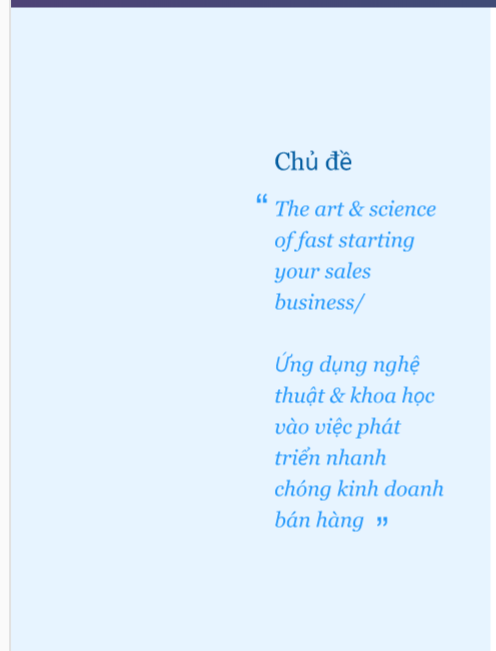 Chủ đề
“ The art & science
of fast starting
your sales
business/
Ứng dụng nghệ
thuật & khoa học
vào việc phát
triển nhanh
chóng kinh doanh
bán hàng ”